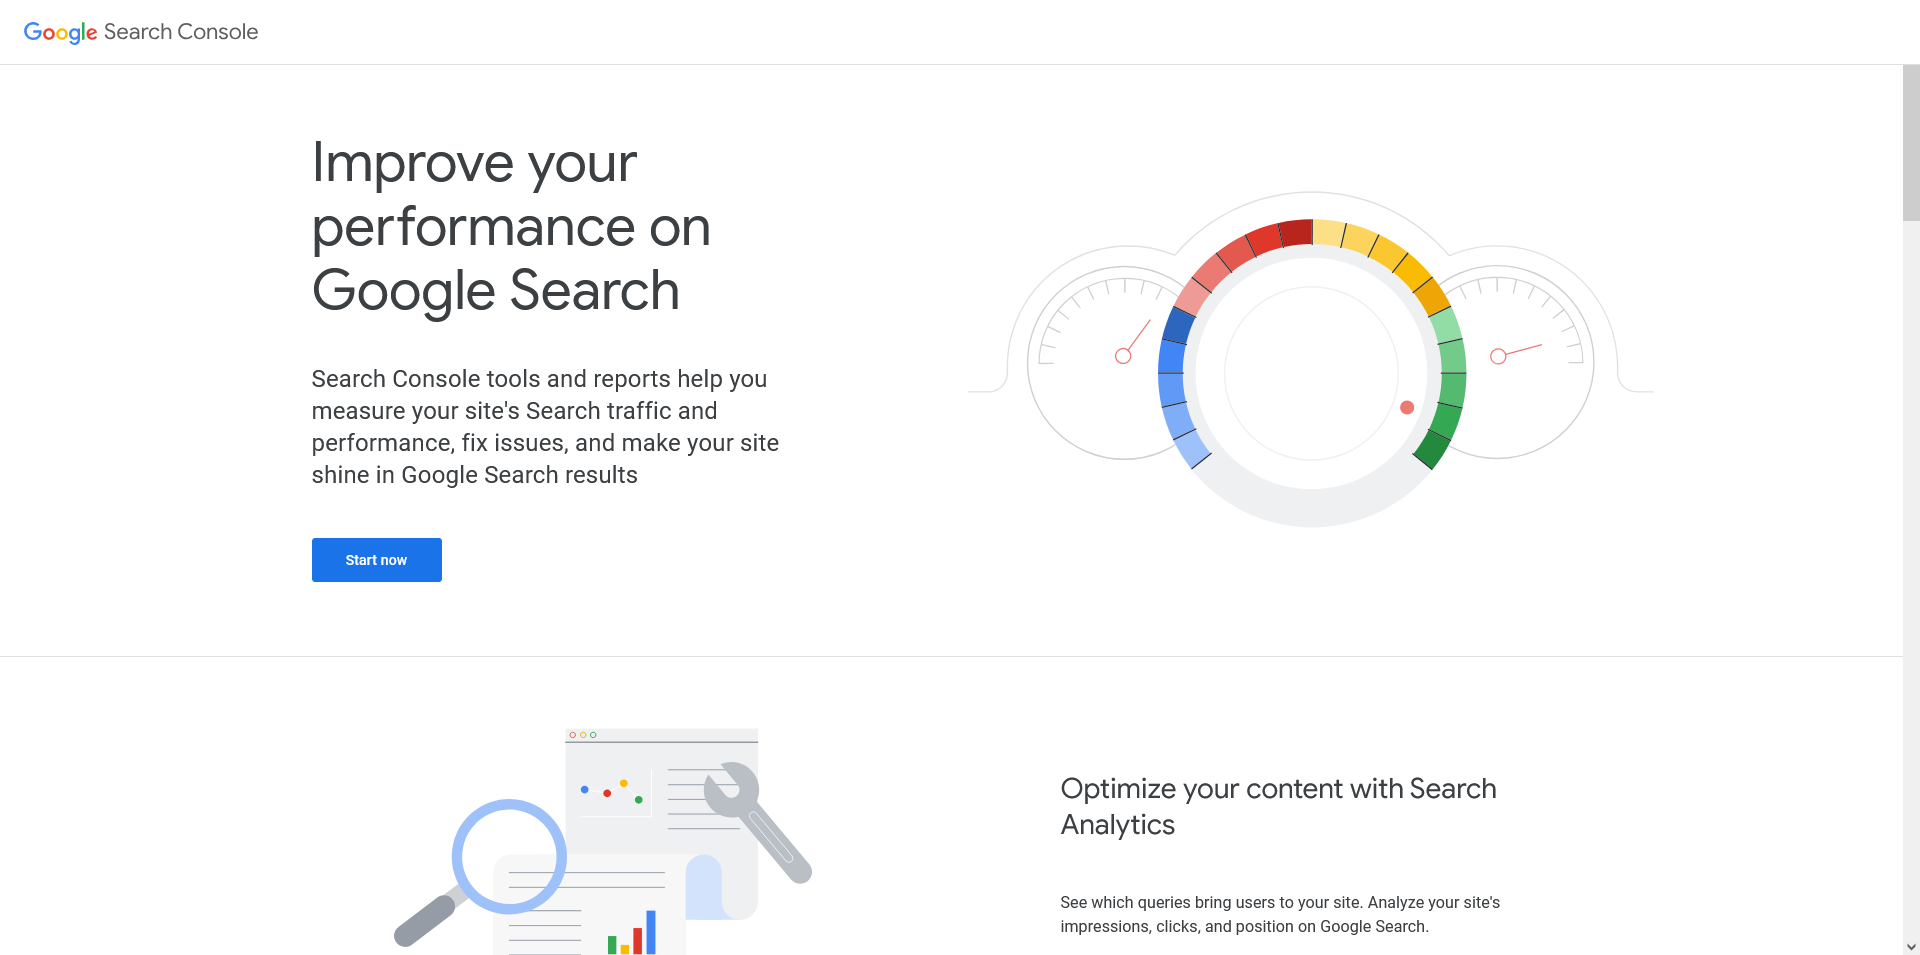 Google Search Console
Improve your
performance on
Google Search
Search Console tools and reports help you
measure your site's Search traffic and
performance, fix issues, and make your site
shine in Google Search results
Start now
Optimize your content with Search
Analytics
See which queries bring users to your site. Analyze your site's
impressions, clicks, and position on Google Search.